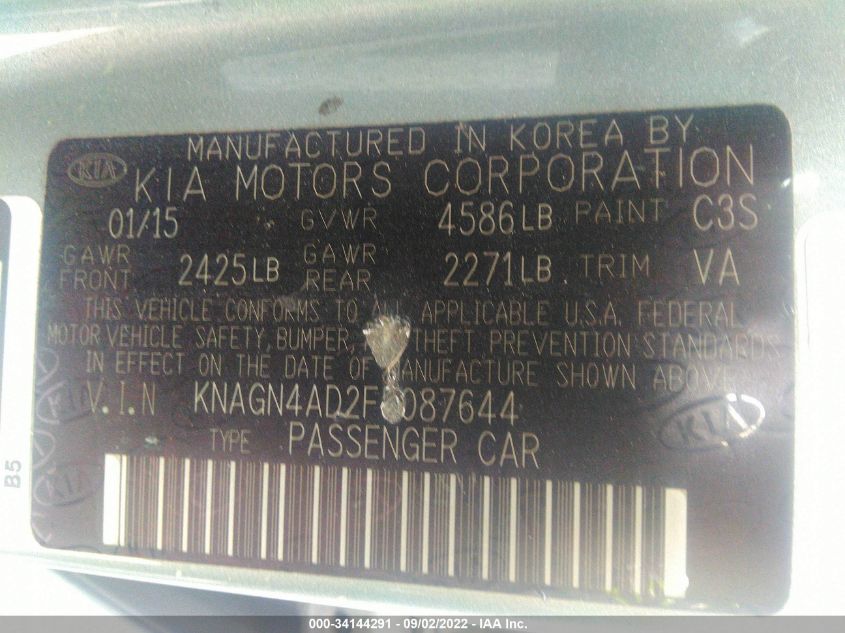 MANUFACTURED IN KOREA BY
KIA KIA MOTORS CORPORATION
01/15 GVWR 4586LB PAINT C3S
GAWR FRONT 2425LB GAWR REAR 2271LB TRIM VA
THIS VEHICLE CONFORMS TO ALL APPLICABLE U.S.A. FEDERAL
MOTOR VEHICLE SAFETY, BUMPER, THEFT PREVENTION STANDARDS
IN EFFECT ON THE DATE OF MANUFACTURE SHOWN ABOVE.
V.I.N
TYPE PASSENGER CAR
KIA
KIA
B5
000-34144291 - 09/02/2022 - IAA Inc.